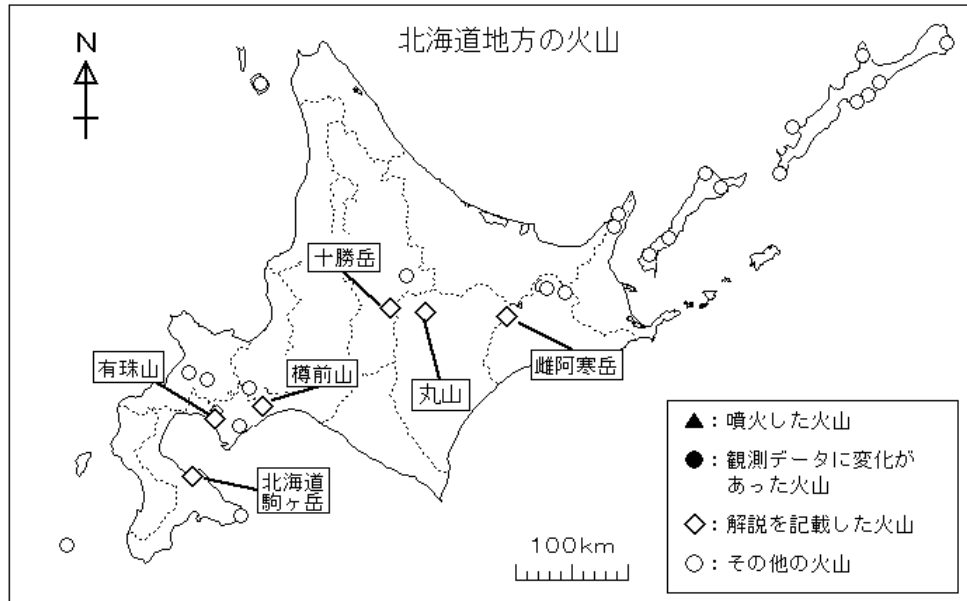 北海道地方の火山
N
十勝岳
有珠山
樽前山
丸山
雌阿寒岳
北海道
駒ヶ岳
▲：噴火した火山
●：観測データに変化が
あった火山
◇：解説を記載した火山
○：その他の火山
100km